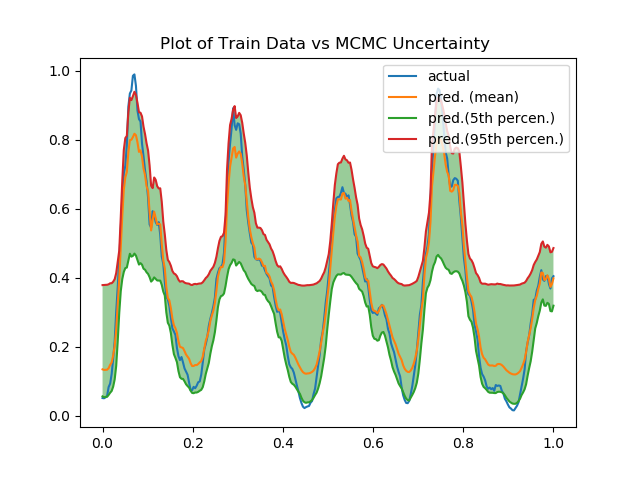 Plot of Train Data vs MCMC Uncertainty
actual
pred. (mean)
pred.(5th percen.)
pred.(95th percen.)
1.0
0.8
0.6
0.4
0.2
0.0
0.0 0.2 0.4 0.6 0.8 1.0